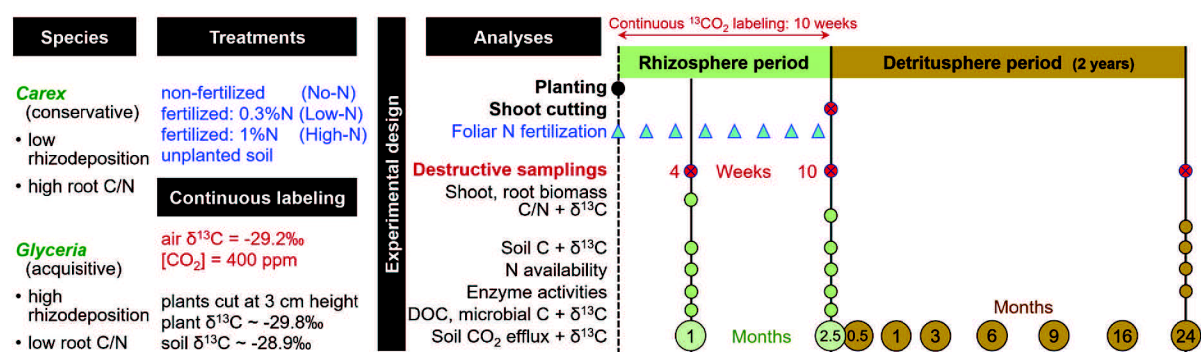 Species
Carex
(conservative)
• low
rhizodeposition
• high root C/N
Glyceria
(acquisitive)
• high
rhizodeposition
• low root C/N
Treatments
non-fertilized (No-N)
fertilized: 0.3%N (Low-N)
fertilized: 1%N (High-N)
unplanted soil
Continuous labeling
air δ¹³C = -29.2‰
[CO₂] = 400 ppm
plants cut at 3 cm height
plant δ¹³C ~ -29.8‰
soil δ¹³C ~ -28.9‰
Experimental design
Analyses
Continuous ¹³CO₂ labeling: 10 weeks
Rhizosphere period
Detritusphere period (2 years)
Planting
Shoot cutting
Foliar N fertilization
Destructive samplings 4 Weeks 10
Shoot, root biomass
C/N + δ¹³C
Soil C + δ¹³C
N availability
Enzyme activities
DOC, microbial C + δ¹³C
Months
Soil CO₂ efflux + δ¹³C 1 Months 2.5 0.5 1 3 6 9 16 24